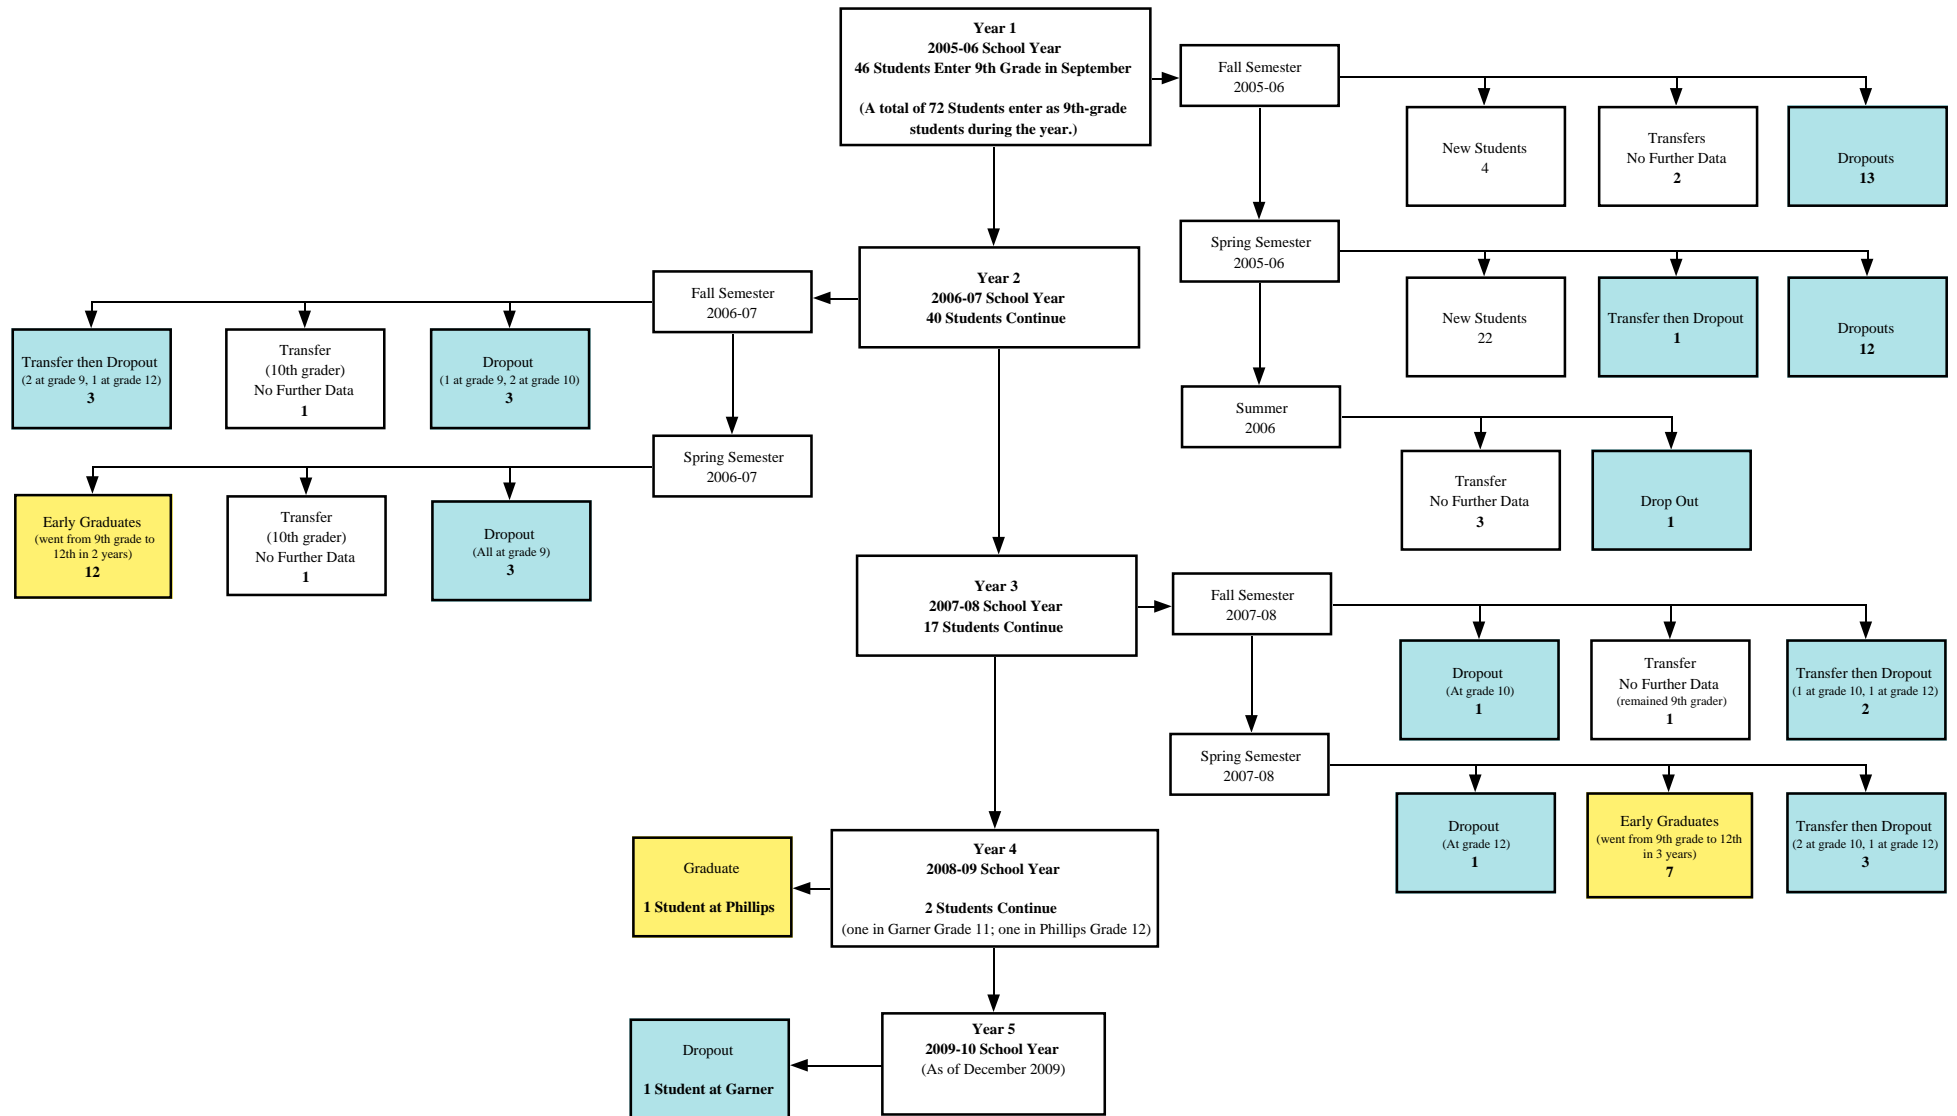 Year 1
2005-06 School Year
46 Students Enter 9th Grade in September
(A total of 72 Students enter as 9th-grade
students during the year.)
Fall Semester
2005-06
New Students
4
Transfers
No Further Data
2
Dropouts
13
Spring Semester
2005-06
New Students
22
Transfer then Dropout
1
Dropouts
12
Summer
2006
Transfer
No Further Data
3
Drop Out
1
Year 2
2006-07 School Year
40 Students Continue
Fall Semester
2006-07
Transfer then Dropout
(2 at grade 9, 1 at grade 12)
3
Transfer
(10th grader)
No Further Data
1
Dropout
(1 at grade 9, 2 at grade 10)
3
Spring Semester
2006-07
Early Graduates
(went from 9th grade to
12th in 2 years)
12
Transfer
(10th grader)
No Further Data
1
Dropout
(All at grade 9)
3
Year 3
2007-08 School Year
17 Students Continue
Fall Semester
2007-08
Dropout
(At grade 10)
1
Transfer
No Further Data
(remained 9th grader)
1
Transfer then Dropout
(1 at grade 10, 1 at grade 12)
2
Spring Semester
2007-08
Dropout
(At grade 12)
1
Early Graduates
(went from 9th grade to 12th
in 3 years)
7
Transfer then Dropout
(2 at grade 10, 1 at grade 12)
3
Year 4
2008-09 School Year
2 Students Continue
(one in Garner Grade 11; one in Phillips Grade 12)
Graduate
1 Student at Phillips
Year 5
2009-10 School Year
(As of December 2009)
Dropout
1 Student at Garner